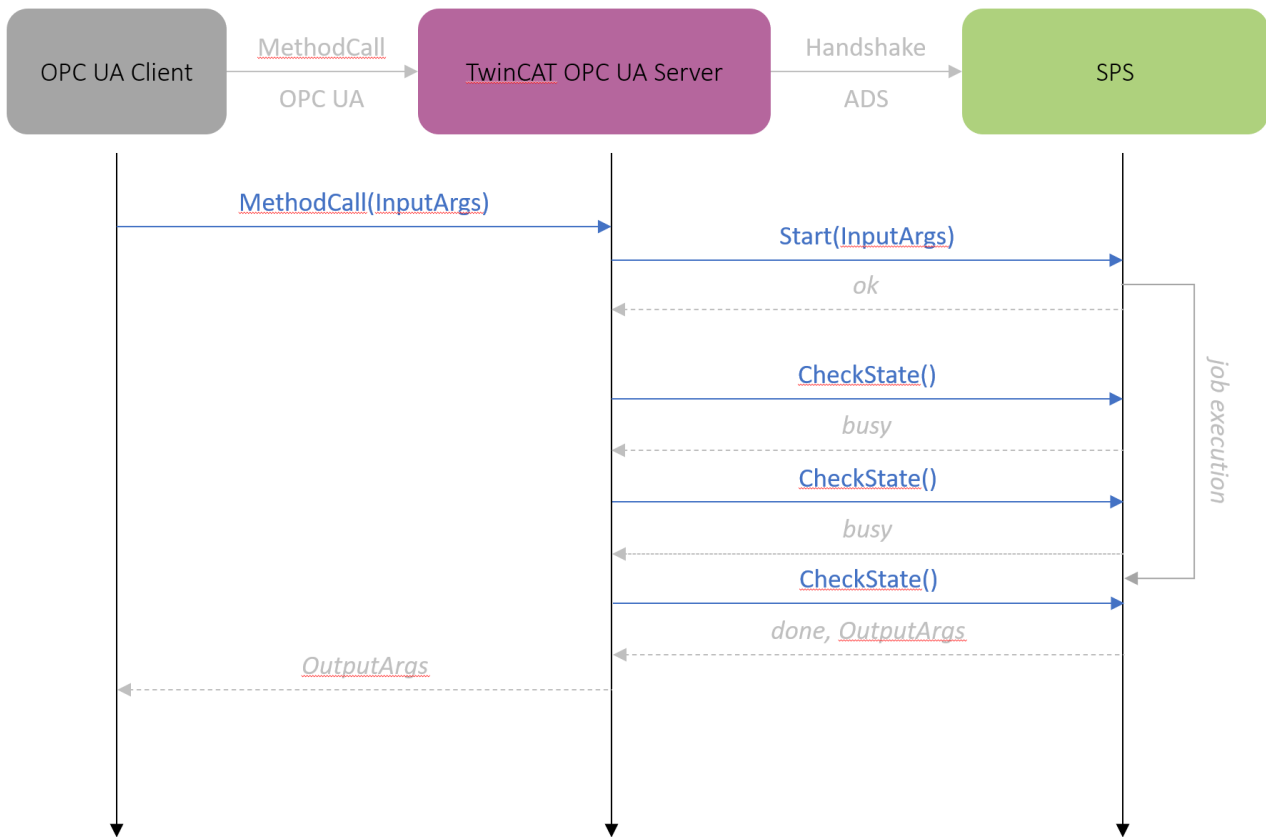 OPC UA Client
MethodCall
OPC UA
TwinCAT OPC UA Server
Handshake
ADS
SPS
MethodCall(InputArgs)
Start(InputArgs)
ok
CheckState()
busy
CheckState()
busy
CheckState()
job execution
done, OutputArgs
OutputArgs